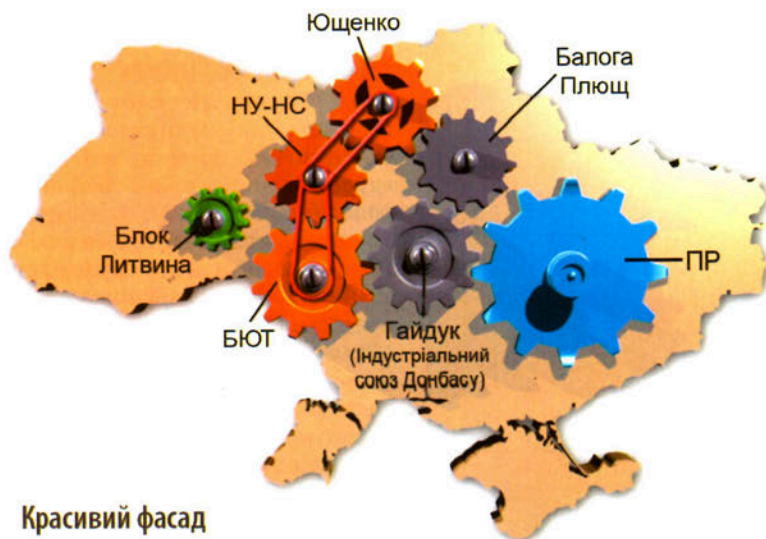 Ющенко
Балога
Плющ
НУ-НС
Блок
Литвина
ПР
БЮТ
Гайдук
(Індустріальний
союз Донбасу)
Красивий фасад